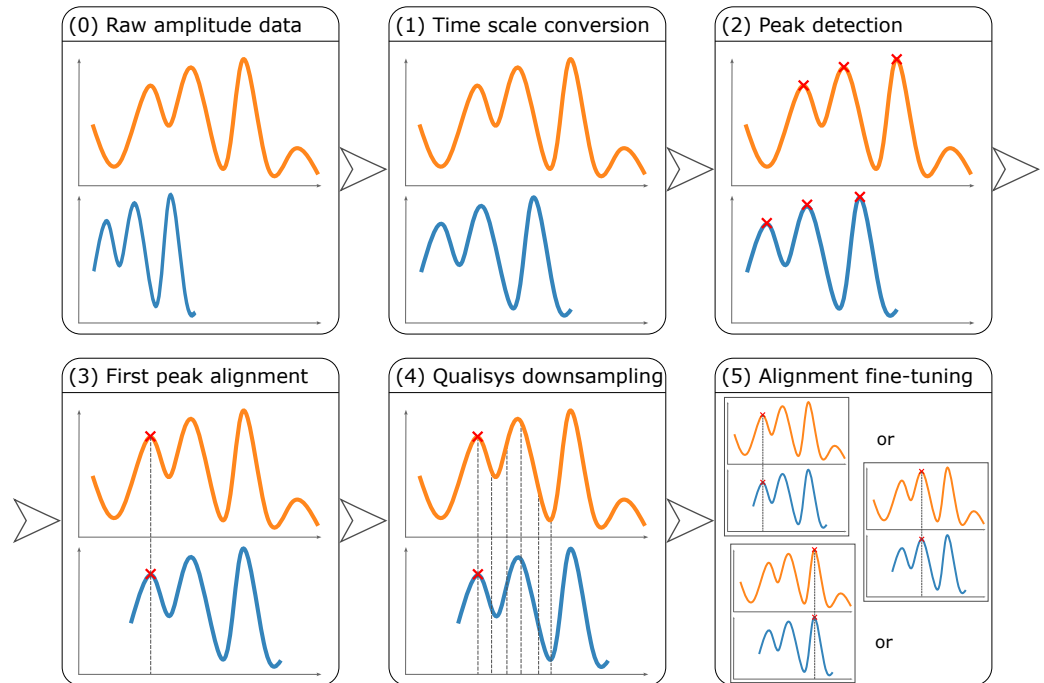 (0) Raw amplitude data
(1) Time scale conversion
(2) Peak detection
(3) First peak alignment
(4) Qualisys downsampling
(5) Alignment fine-tuning
or
or